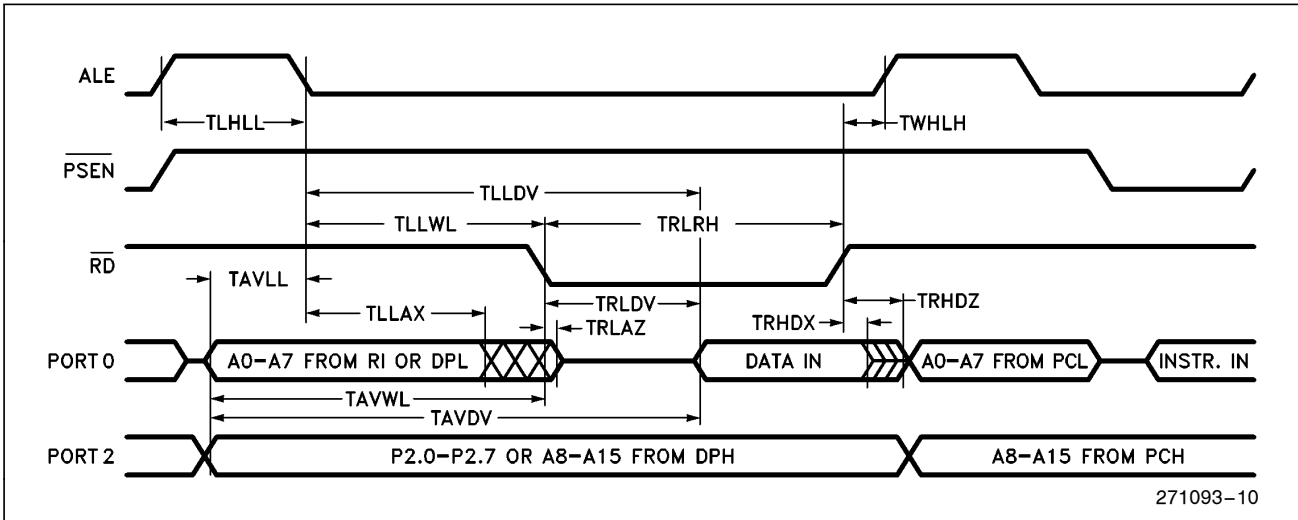 ALE
TLHLL
TWHLH
PSEN
TLLDV
TLLWL
TRLRH
RD
TAVLL
TRLDV
TRHDZ
TLLAX
TRLAZ
TRHDX
PORT 0
A0–A7 FROM RI OR DPL
DATA IN
A0–A7 FROM PCL
INSTR. IN
TAVWL
TAVDV
PORT 2
P2.0–P2.7 OR A8–A15 FROM DPH
A8–A15 FROM PCH
271093–10